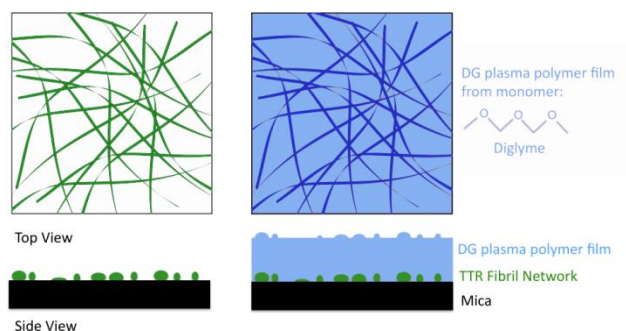 DG plasma polymer film
from monomer:
O
O
O
Diglyme
Top View
DG plasma polymer film
TTR Fibril Network
Mica
Side View